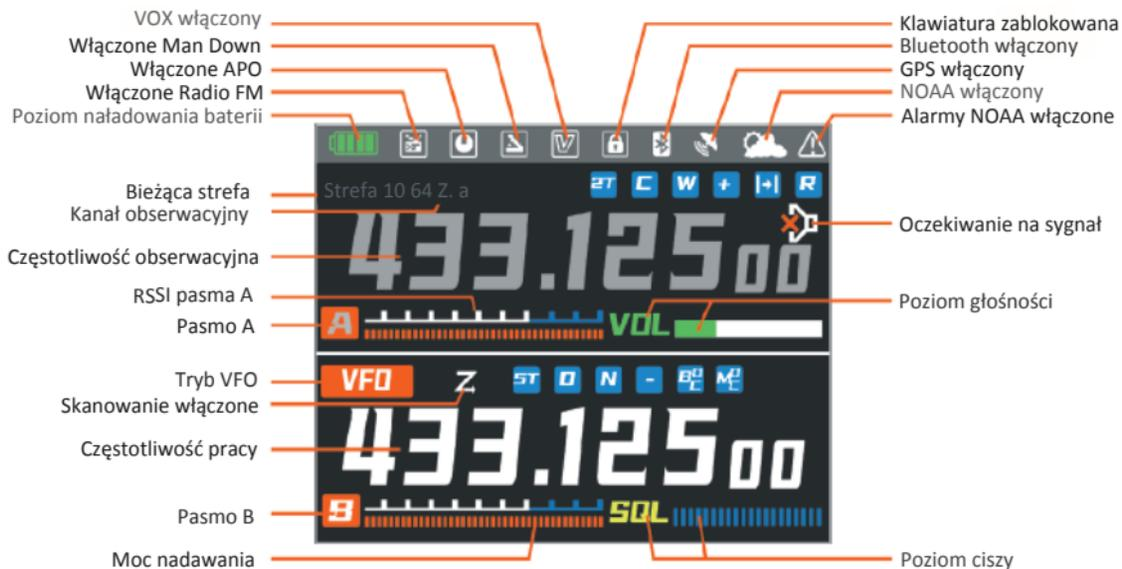 VOX włączony
Klawiatura zablokowana
Włączone Man Down
Bluetooth włączony
Włączone APO
GPS włączony
Włączone Radio FM
NOAA włączony
Poziom naładowania baterii
Alarmy NOAA włączone
V
Bieżąca strefa
Strefa 10 64 Z. a
2T C W + R
Kanał obserwacyjny
Oczekiwanie na sygnał
Częstotliwość obserwacyjna
433.12500
RSSI pasma A
Poziom głośności
Pasmo A
A
VOL
Tryb VFO
VFO
Z
ST O N - BCC MCC
Skanowanie włączone
Częstotliwość pracy
433.12500
Pasmo B
B
SQL
Moc nadawania
Poziom ciszy